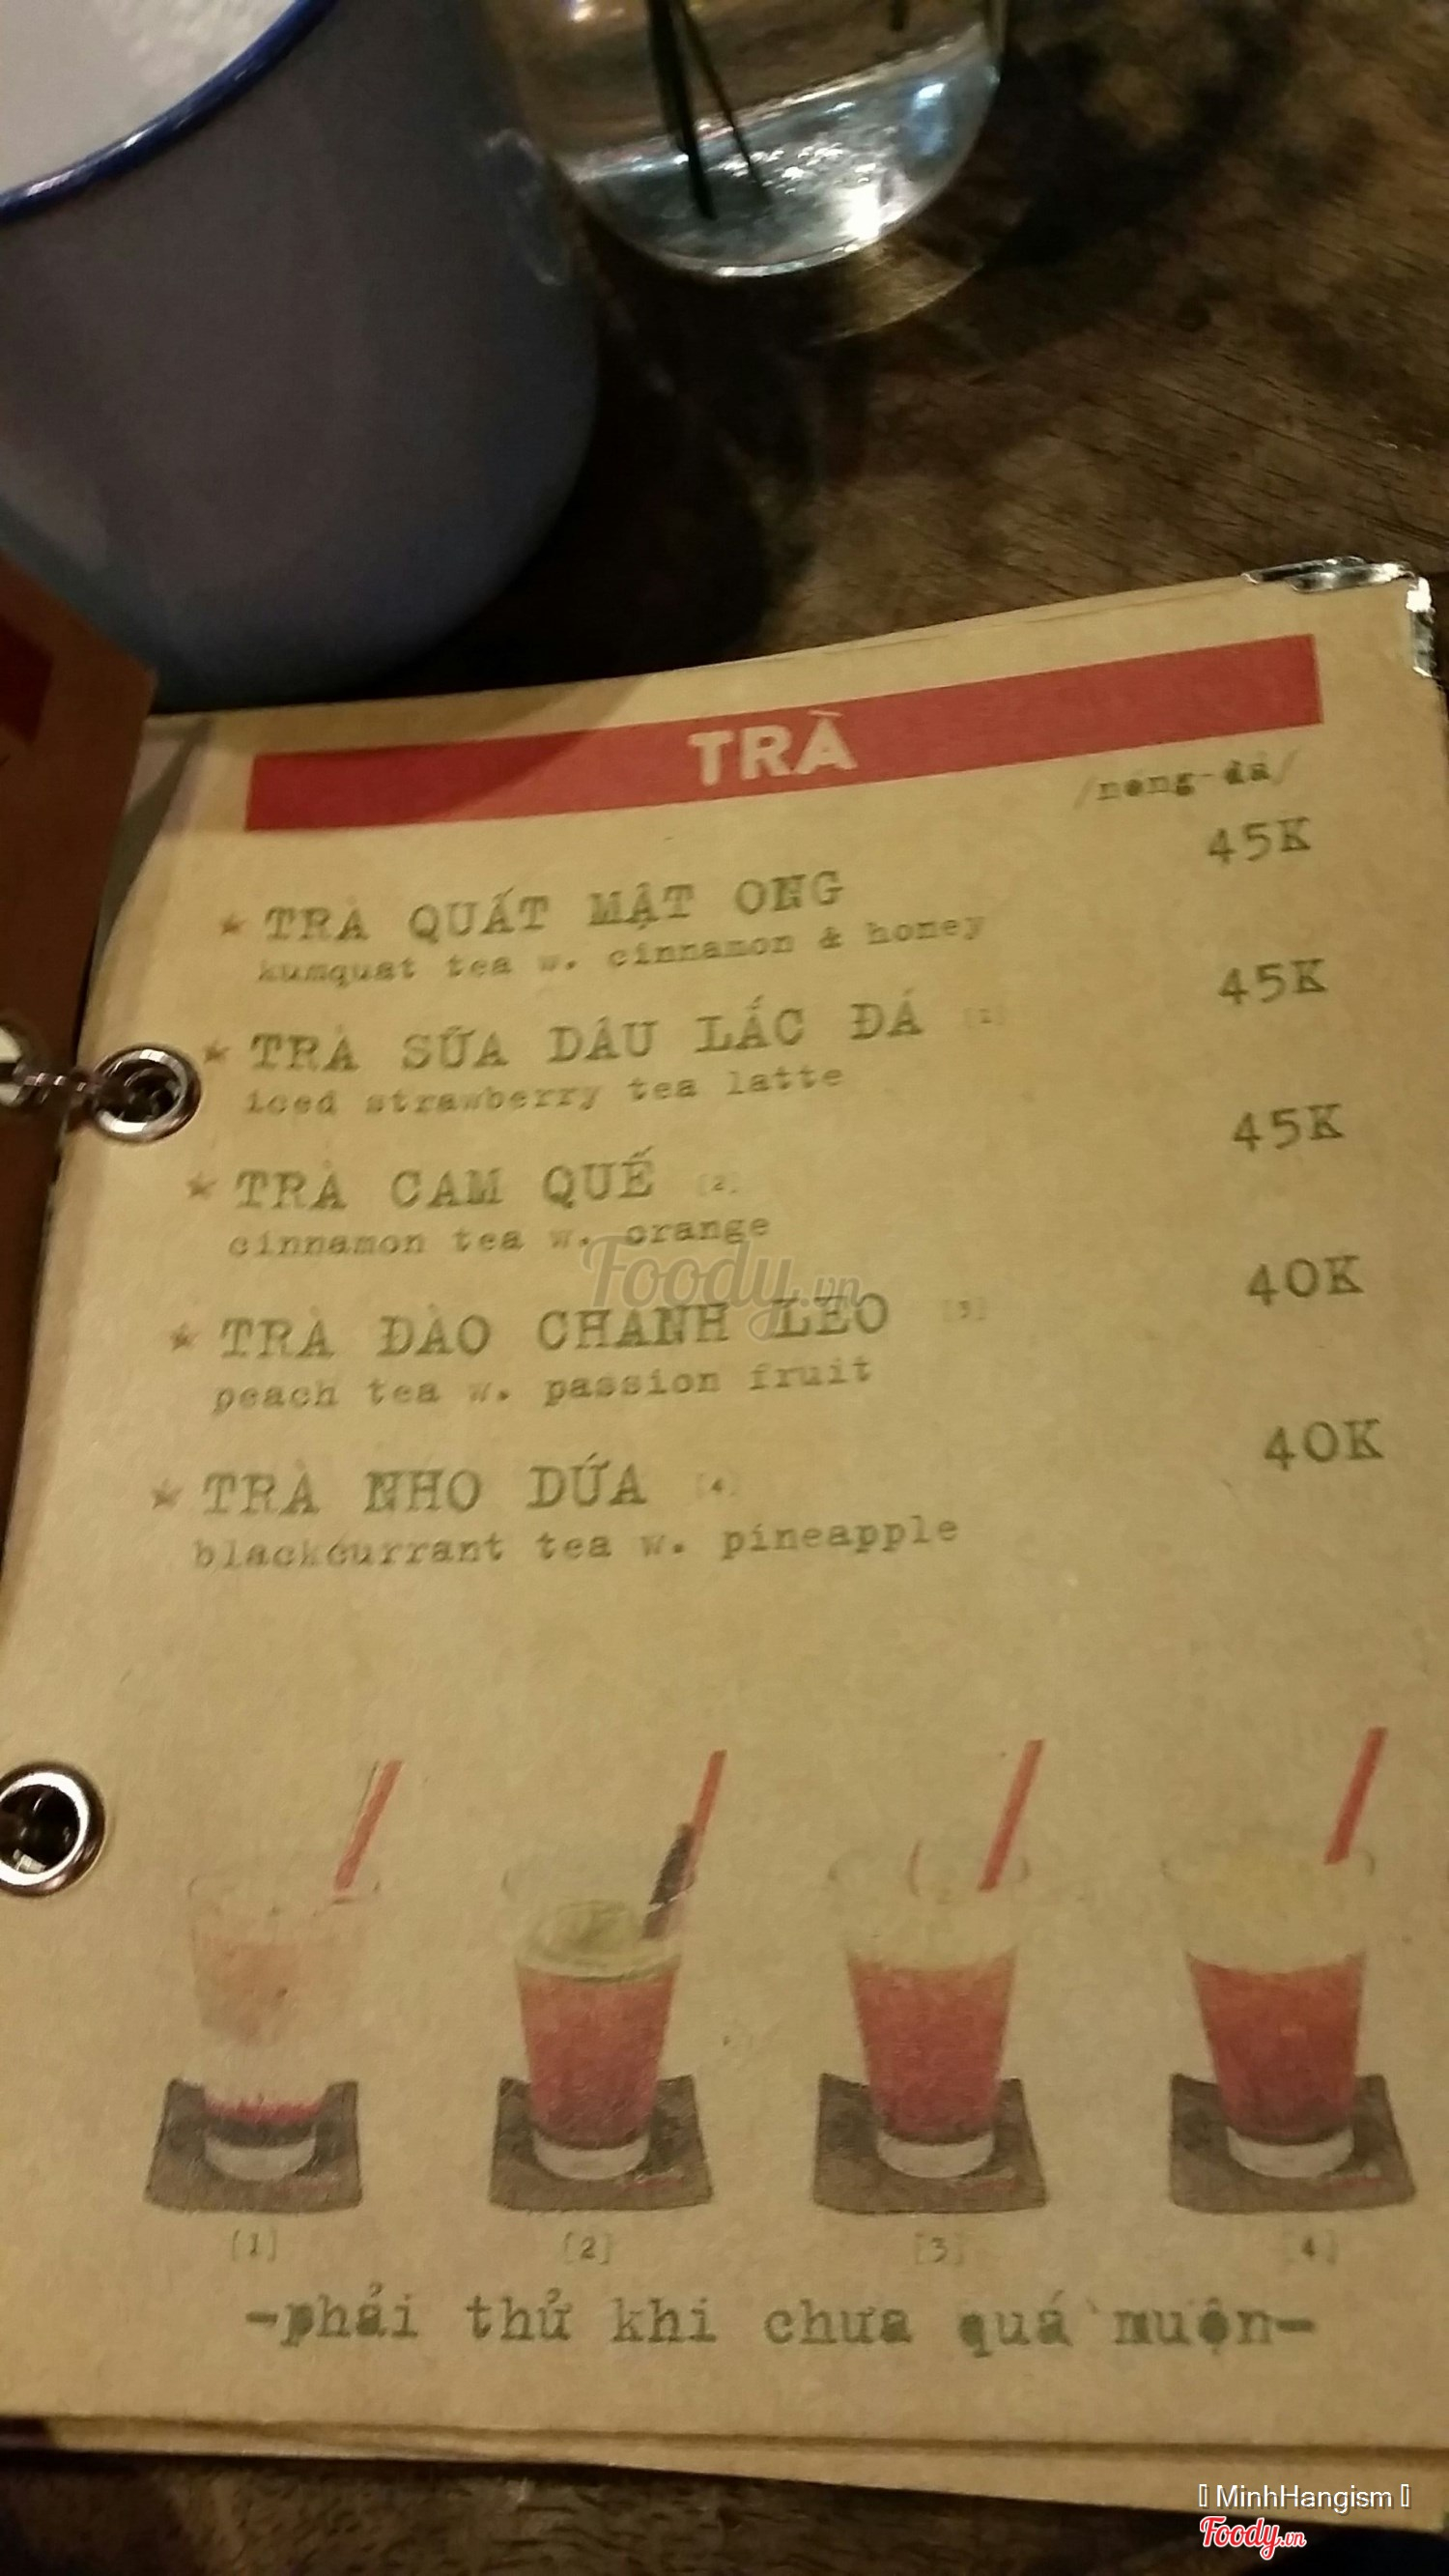 TRÀ
/nóng-đá/
★ TRÀ QUẤT MẬT ONG 45K
kumquat tea w. cinnamon & honey
★ TRÀ SỮA DÂU LẮC ĐÁ [1] 45K
iced strawberry tea latte
★ TRÀ CAM QUẾ [2] 45K
cinnamon tea w. orange
★ TRÀ ĐÀO CHANH LEO [3] 40K
peach tea w. passion fruit
★ TRÀ NHO DỨA [4] 40K
blackcurrant tea w. pineapple
Foody.vn
[1] [2] [3] [4]
-phải thử khi chưa quá muộn-
MinhHangism
Foody.vn